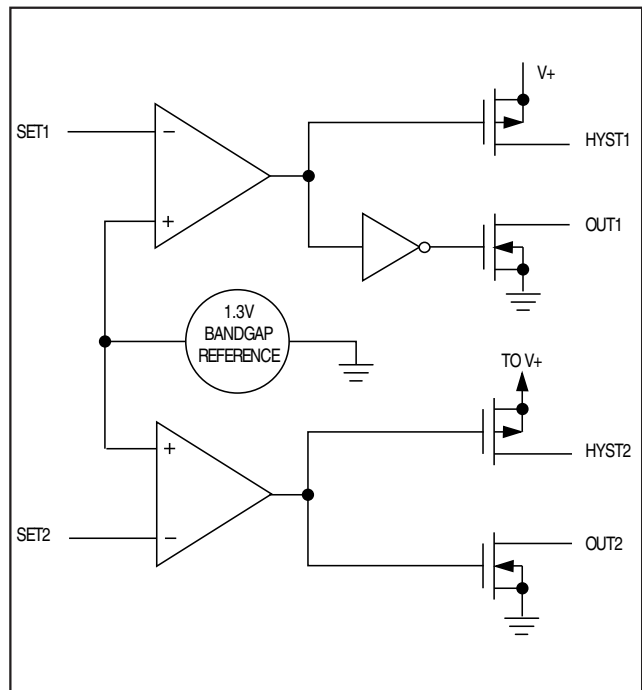 V+
SET1
−
HYST1
+
OUT1
1.3V
BANDGAP
REFERENCE
TO V+
+
HYST2
SET2
−
OUT2